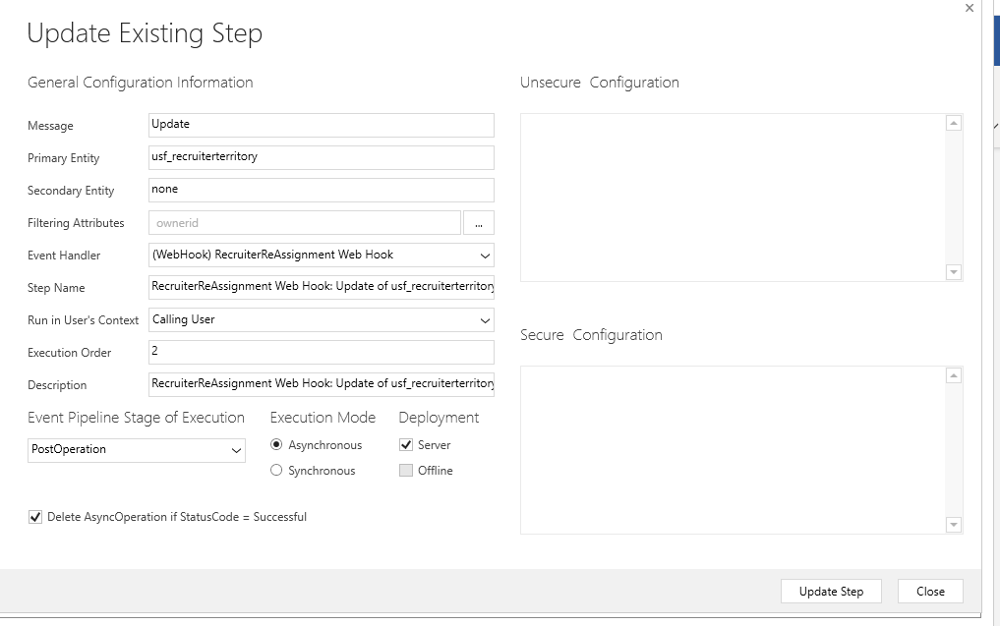 Update Existing Step
General Configuration Information
Message
Update
Primary Entity
usf_recruiterterritory
Secondary Entity
none
Filtering Attributes
ownerid
...
Event Handler
(WebHook) RecruiterReAssignment Web Hook
Step Name
RecruiterReAssignment Web Hook: Update of usf_recruiterterritory
Run in User's Context
Calling User
Execution Order
2
Description
RecruiterReAssignment Web Hook: Update of usf_recruiterterritory
Event Pipeline Stage of Execution
PostOperation
Execution Mode
Asynchronous
Synchronous
Deployment
Server
Offline
Delete AsyncOperation if StatusCode = Successful
Unsecure Configuration
Secure Configuration
Update Step
Close